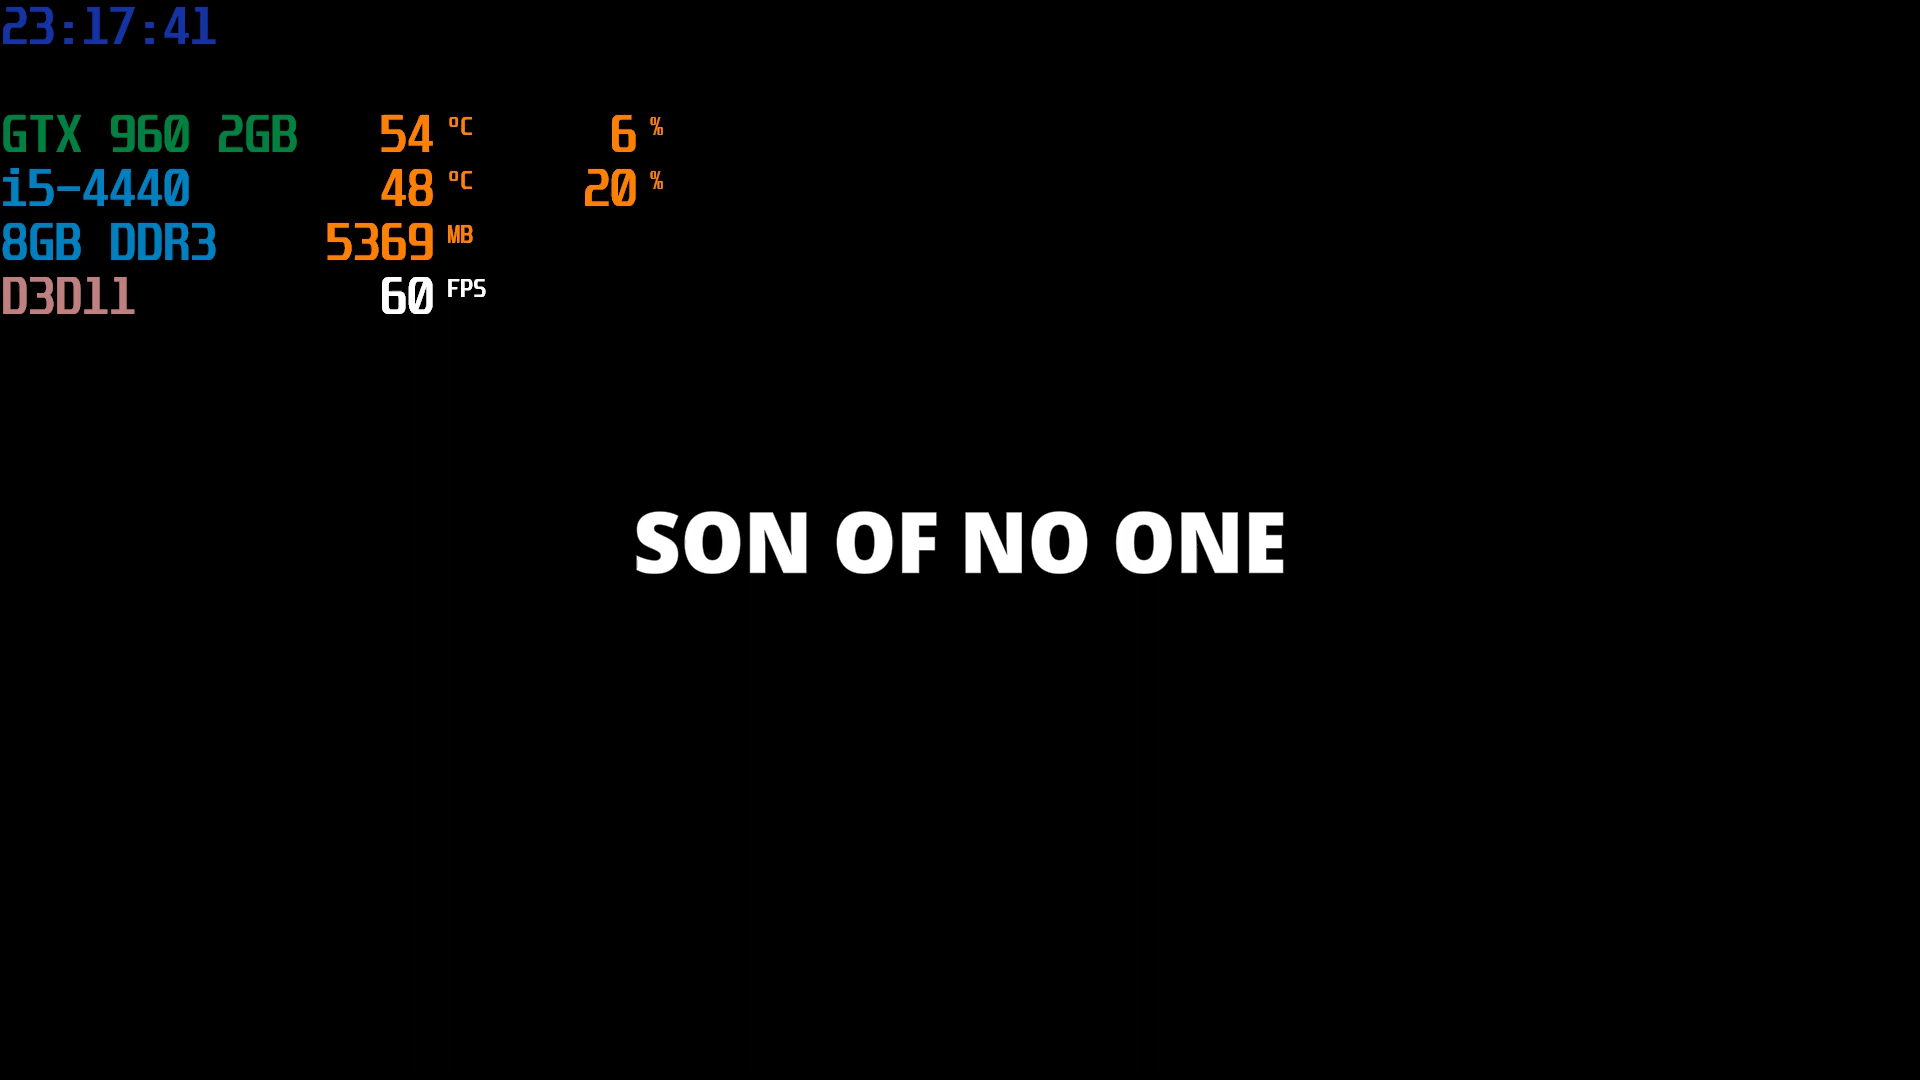 23:17:41
GTX 960 2GB 54 °C 6 %
i5-4440 48 °C 20 %
8GB DDR3 5369 MB
D3D11 60 FPS
SON OF NO ONE